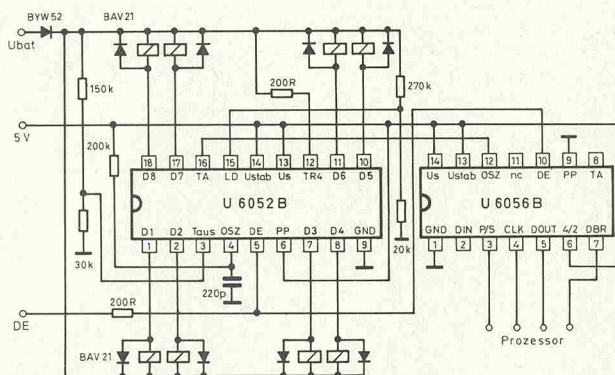 BYW52 BAV21
Ubat
150k
200R
270k
5V
200k
18 17 16 15 14 13 12 11 10
D8 D7 TA LD Ustab Us TR4 D6 D5
U 6052B
D1 D2 Taus OSZ DE PP D3 D4 GND
1 2 3 4 5 6 7 8 9
14 13 12 11 10 9 8
Us Ustab OSZ nc DE PP TA
U 6056B
GND DIN P/S CLK DOUT 4/2 DBR
1 2 3 4 5 6 7
30k
20k
220p
200R
DE
Prozessor
BAV21